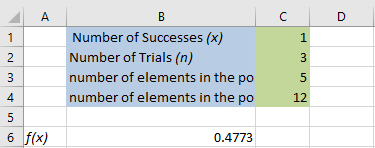 A B C D
1 Number of Successes (x) 1
2 Number of Trials (n) 3
3 number of elements in the po 5
4 number of elements in the po 12
5
6 f(x) 0.4773